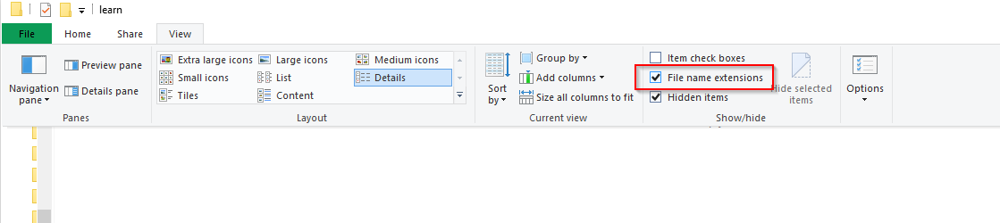 learn
File Home Share View
Navigation pane
Preview pane
Details pane
Panes
Extra large icons Large icons Medium icons
Small icons List Details
Tiles Content
Layout
Sort by
Group by
Add columns
Size all columns to fit
Current view
Item check boxes
File name extensions
Hidden items
Hide selected items
Show/hide
Options